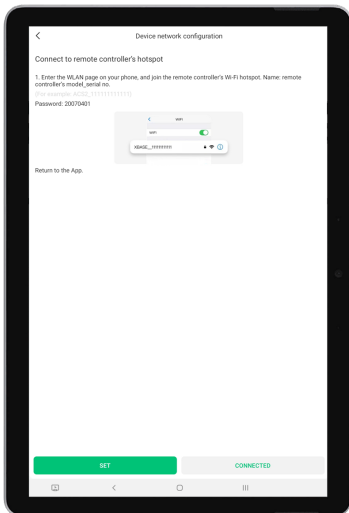 Device network configuration
Connect to remote controller's hotspot
1. Enter the WLAN page on your phone, and join the remote controller's Wi-Fi hotspot. Name: remote
controller's model_serial no.
Password: 20070401
WiFi
WiFi
Return to the App.
SET
CONNECTED